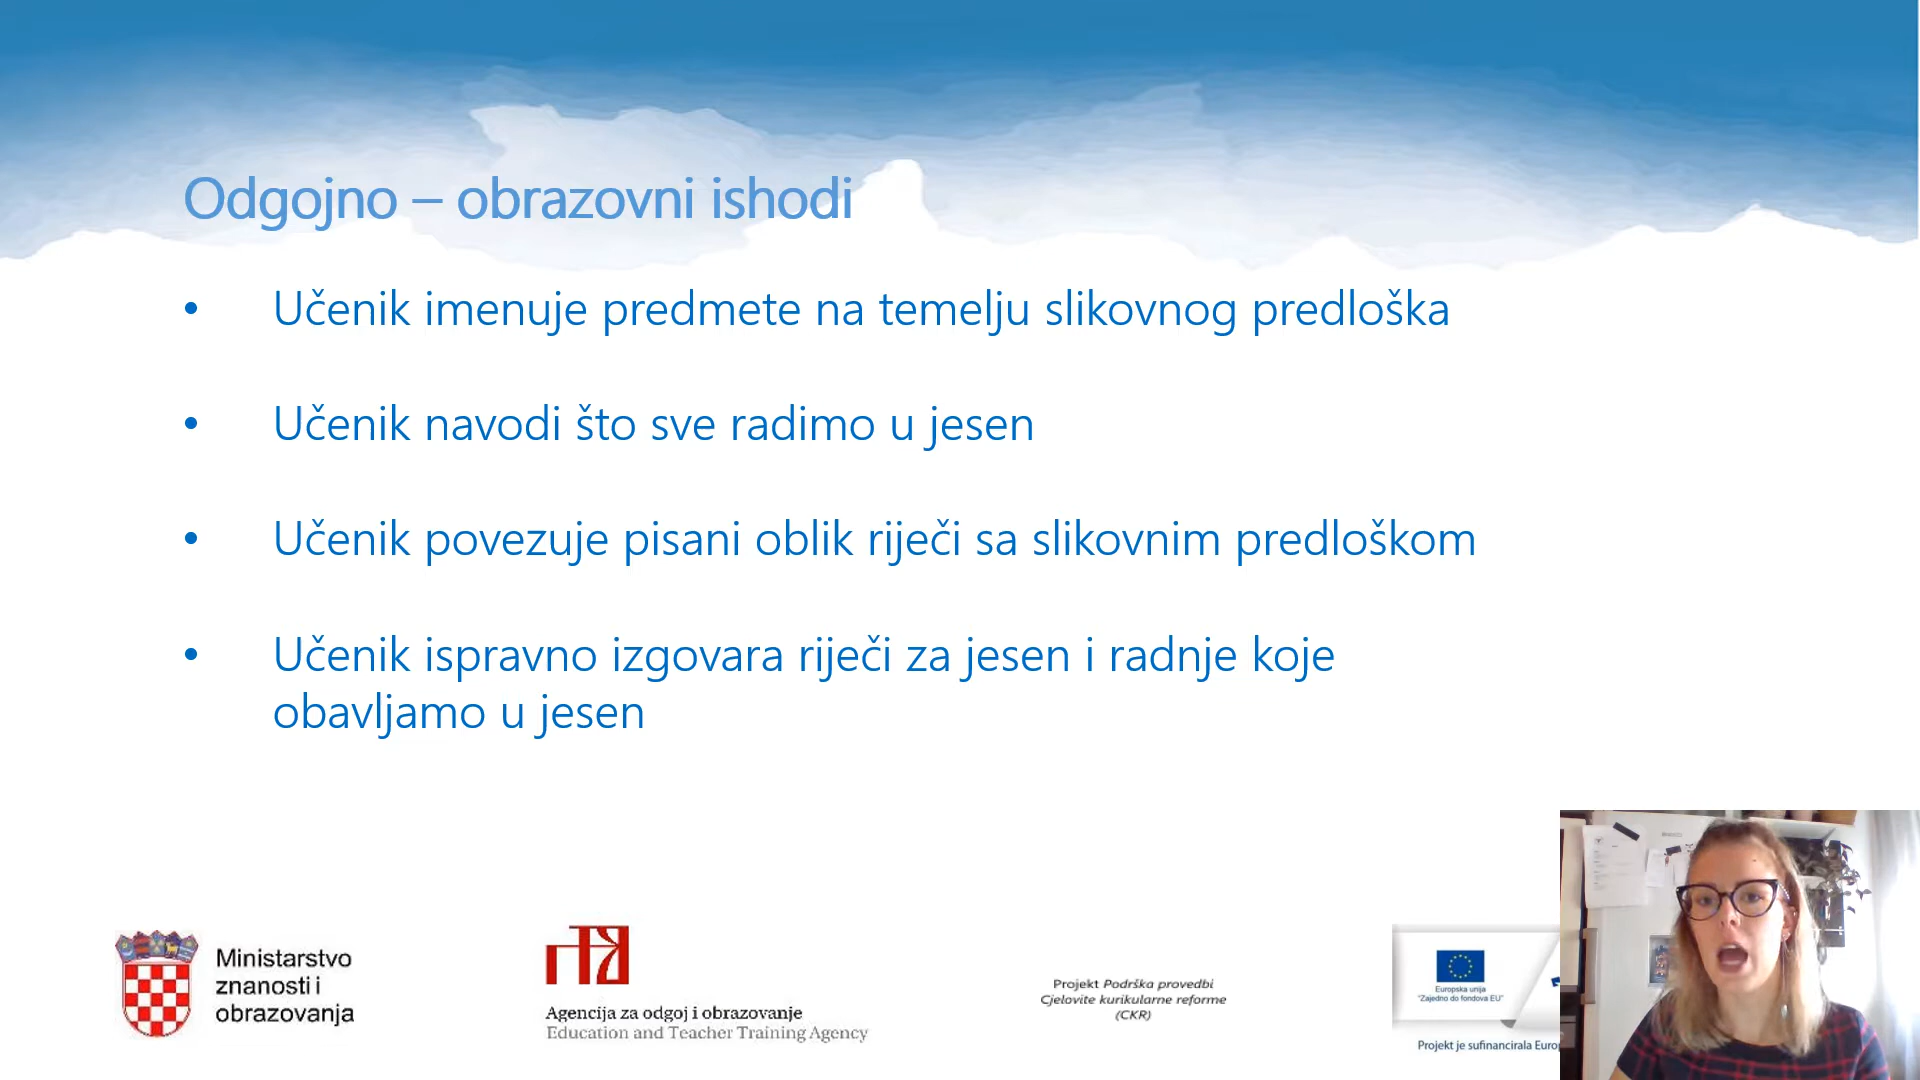 Odgojno – obrazovni ishodi
• Učenik imenuje predmete na temelju slikovnog predloška
• Učenik navodi što sve radimo u jesen
• Učenik povezuje pisani oblik riječi sa slikovnim predloškom
• Učenik ispravno izgovara riječi za jesen i radnje koje
obavljamo u jesen
Ministarstvo
znanosti i
obrazovanja
Agencija za odgoj i obrazovanje
Education and Teacher Training Agency
Projekt Podrška provedbi
Cjelovite kurikularne reforme
(CKR)
Europska unija
"Zajedno do fondova EU"
Projekt je sufinancirala